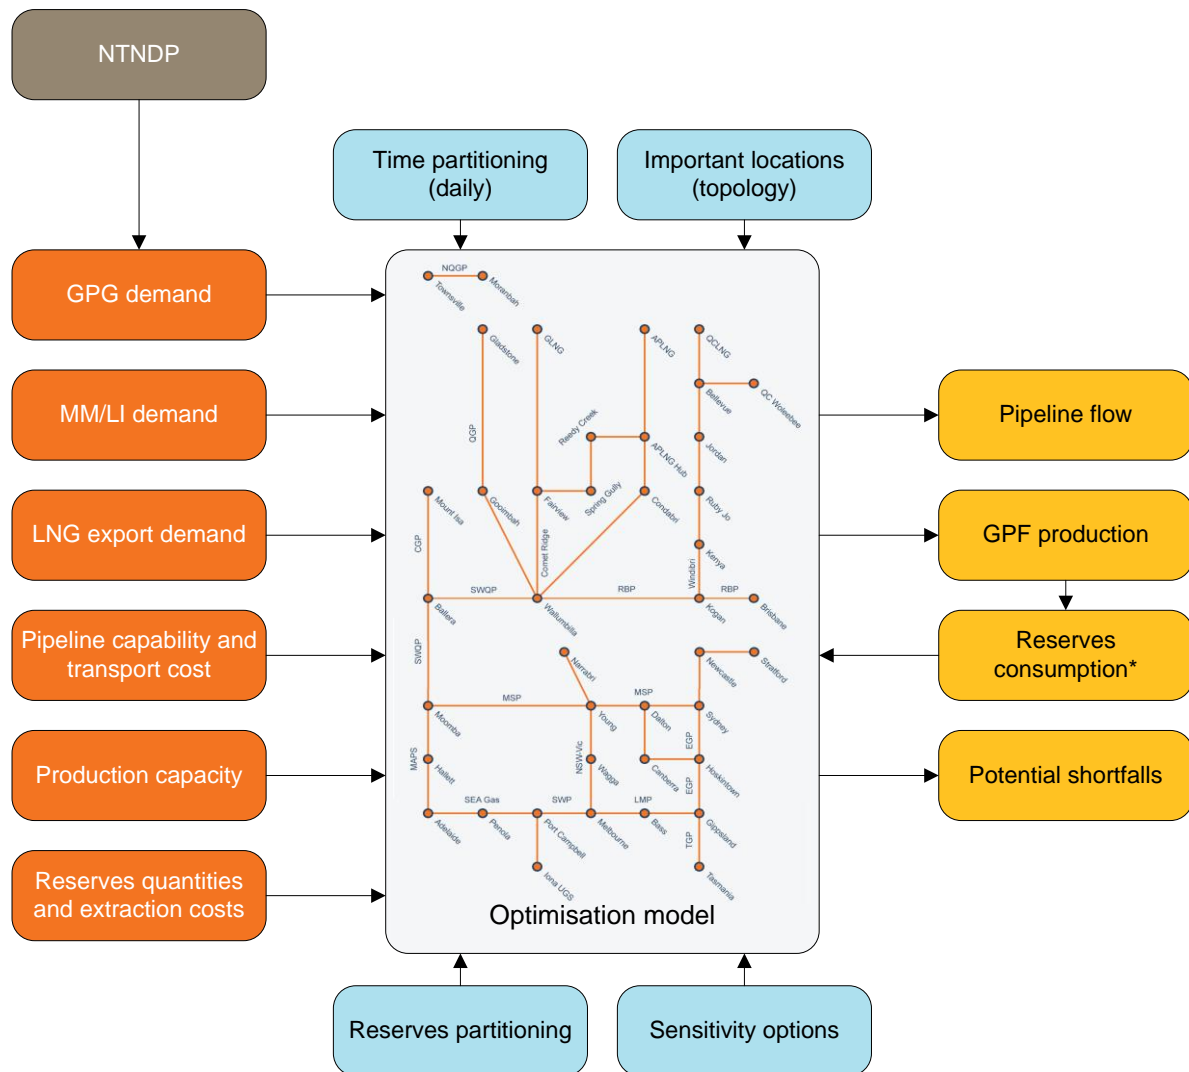 NTNDP
Time partitioning
(daily)
Important locations
(topology)
GPG demand
MM/LI demand
LNG export demand
Pipeline capability and
transport cost
Production capacity
Reserves quantities
and extraction costs
NQGP
Townsville
Moranbah
Gladstone
GLNG
APLNG
QCLNG
Bellevue
QC Woleebee
QGP
Reedy Creek
APLNG Hub
Jordan
Mount Isa
Gooimbah
Fairview
Spring Gully
Condabri
Ruby Jo
CGP
Comet Ridge
Windibri
Kenya
SWQP
RBP
RBP
Ballera
Wallumbilla
Kogan
Brisbane
SWQP
Narrabri
Newcastle
Stratford
MSP
MSP
Moomba
Young
Dalton
Sydney
MAPS
NSW-Vic
EGP
Hallett
Wagga
Canberra
Hoskintown
EGP
SEA Gas
SWP
LMP
Adelaide
Penola
Port Campbell
Melbourne
Bass
Gippsland
TGP
Iona UGS
Tasmania
Optimisation model
Pipeline flow
GPF production
Reserves
consumption*
Potential shortfalls
Reserves partitioning
Sensitivity options